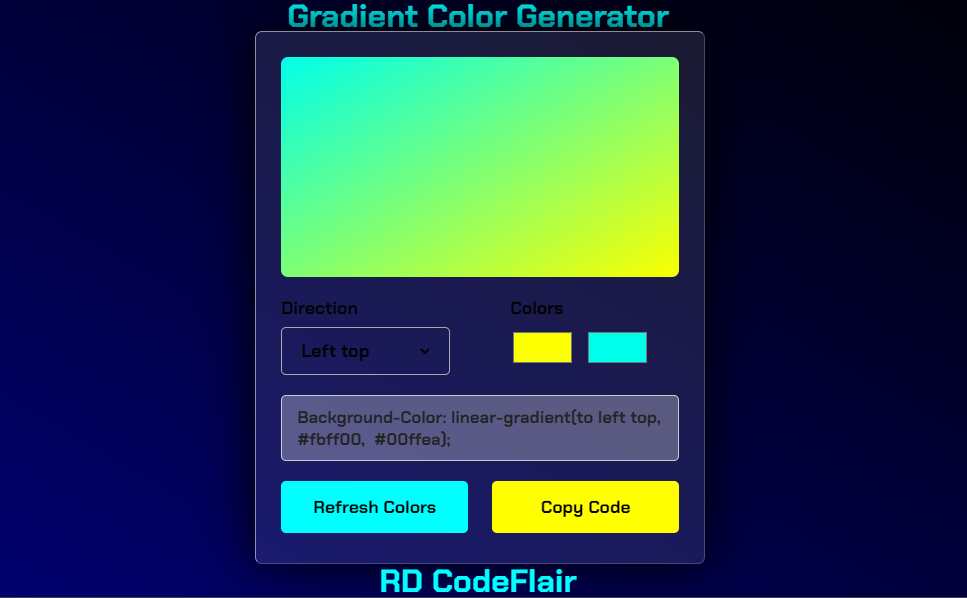 Gradient Color Generator
Direction
Colors
Left top
Background-Color: linear-gradient(to left top,
#fbff00, #00ffea);
Refresh Colors
Copy Code
RD CodeFlair